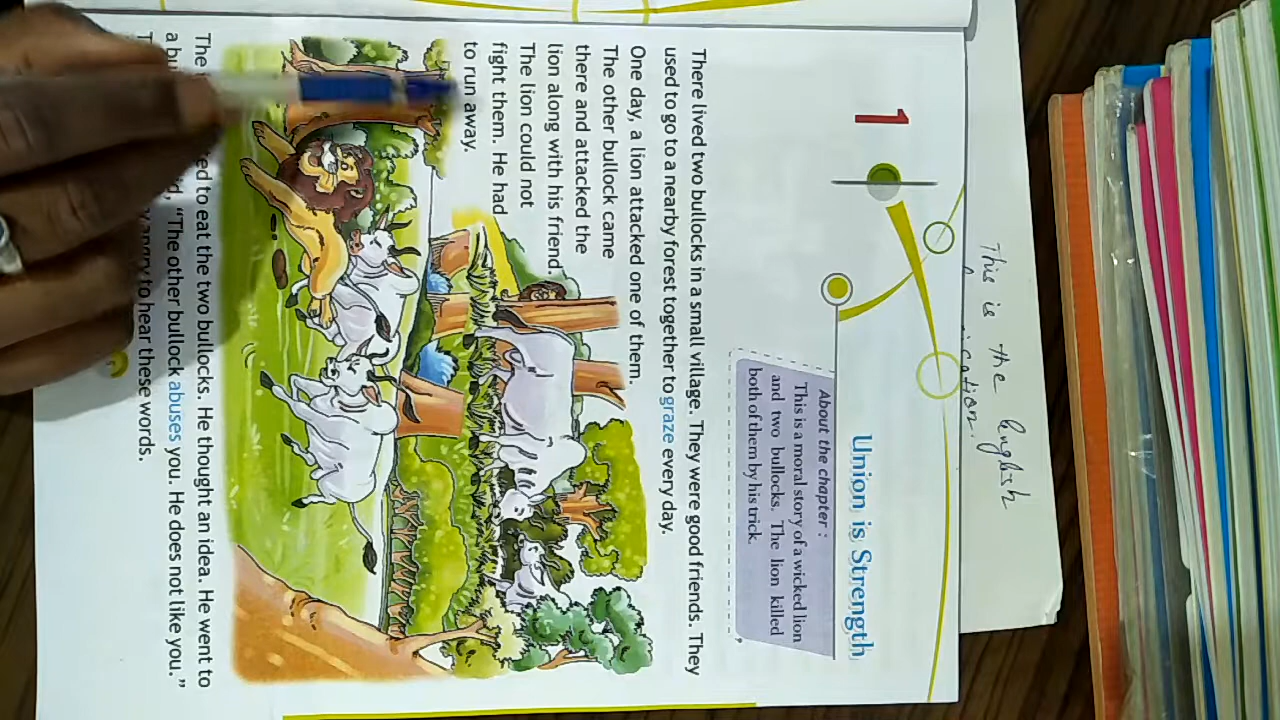 This is the English
1
Union is Strength
About the chapter :
This is a moral story of a wicked lion
and two bullocks. The lion killed
both of them by his trick.
There lived two bullocks in a small village. They were good friends. They
used to go to a nearby forest together to graze every day.
One day, a lion attacked one of them.
The other bullock came
there and attacked the
lion along with his friend.
The lion could not
fight them. He had
to run away.
to eat the two bullocks. He thought an idea. He went to
a "The other bullock abuses you. He does not like you."
angry to hear these words.